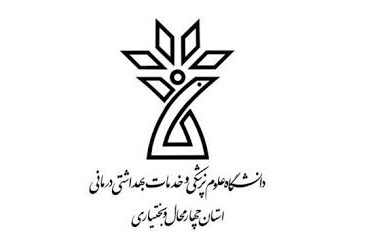 دانشگاه علوم پزشکی و خدمات بهداشتی درمانی
استان چهارمحال و بختیاری